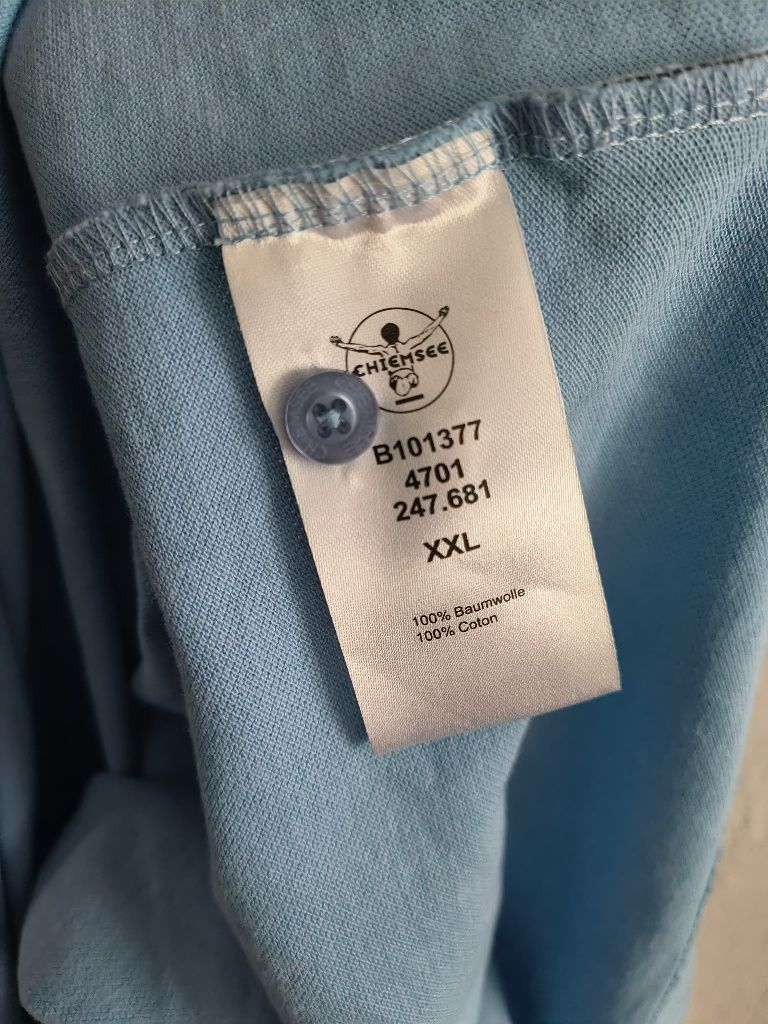 CHIEMSEE
B101377
4701
247.681
XXL
100% Baumwolle
100% Coton